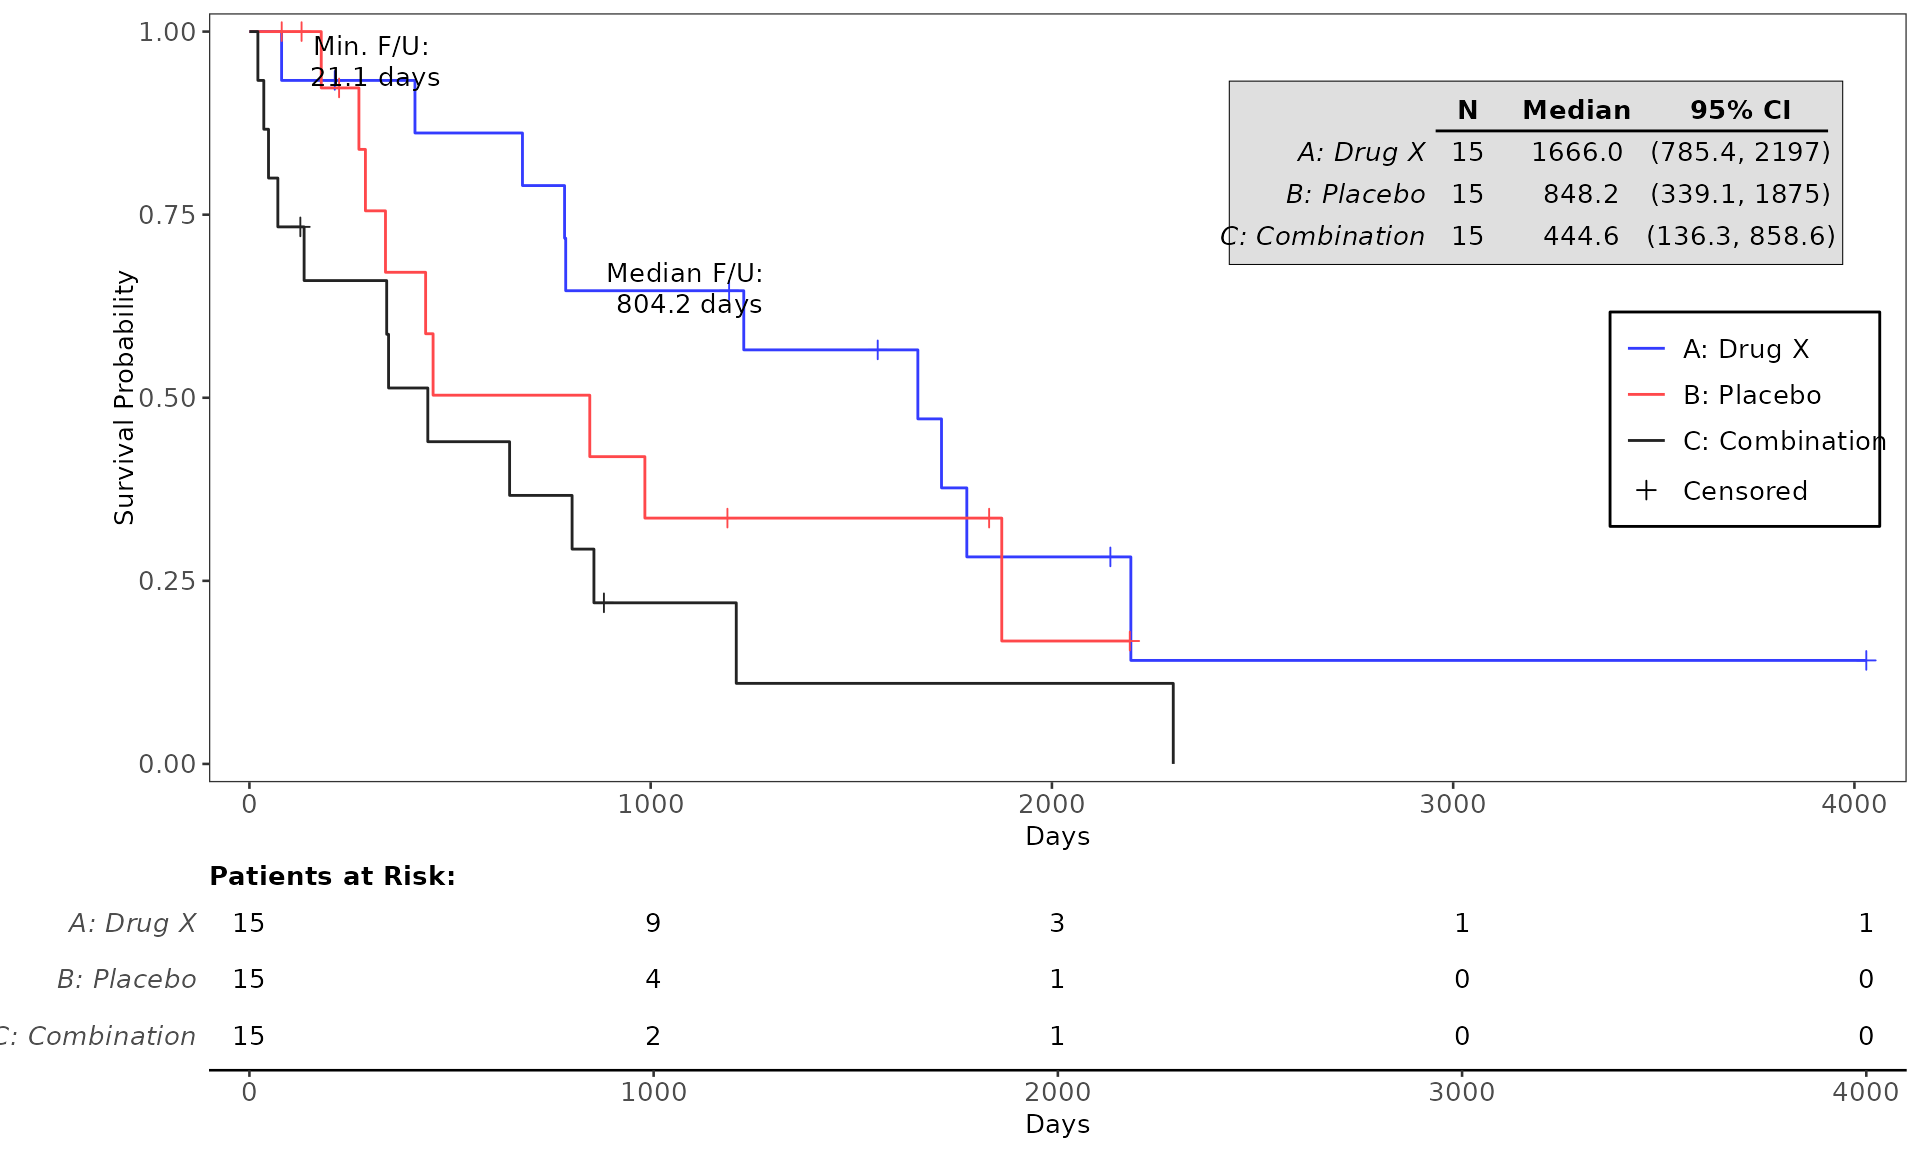 1.00
0.75
0.50
0.25
0.00
Survival Probability
Min. F/U:
21.1 days
Median F/U:
804.2 days
N Median 95% CI
A: Drug X 15 1666.0 (785.4, 2197)
B: Placebo 15 848.2 (339.1, 1875)
C: Combination 15 444.6 (136.3, 858.6)
A: Drug X
B: Placebo
C: Combination
Censored
0 1000 2000 3000 4000
Days
Patients at Risk:
A: Drug X 15 9 3 1 1
B: Placebo 15 4 1 0 0
C: Combination 15 2 1 0 0
0 1000 2000 3000 4000
Days